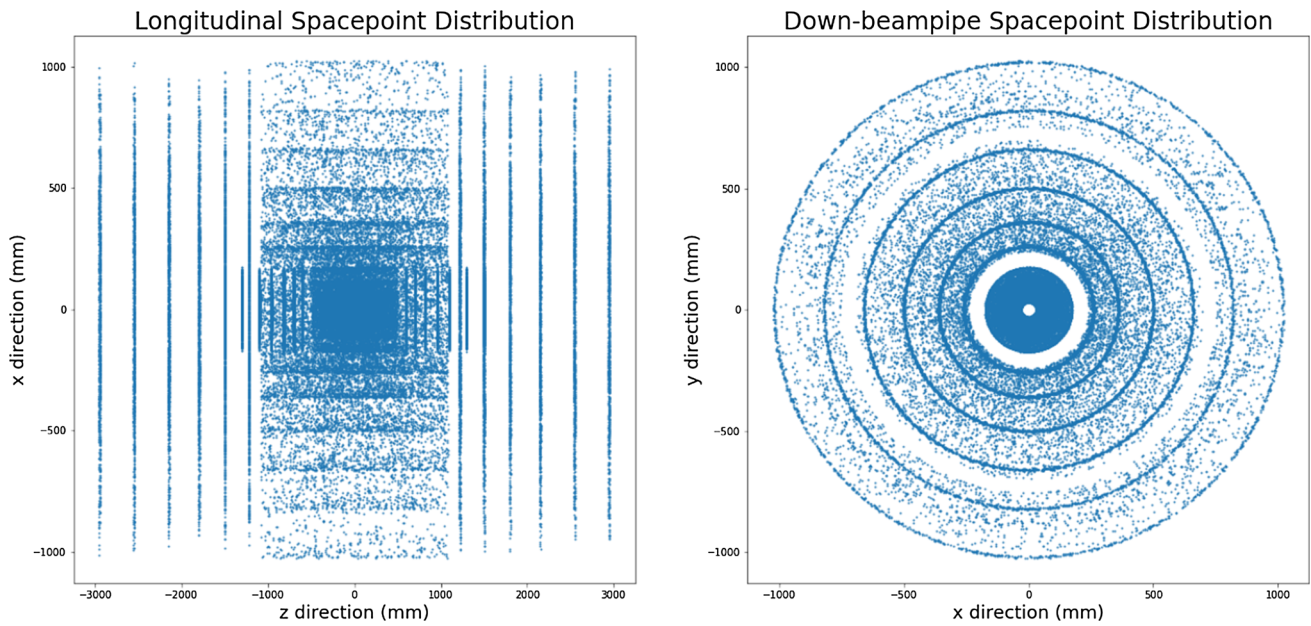 Longitudinal Spacepoint Distribution
1000
500
0
−500
−1000
x direction (mm)
−3000 −2000 −1000 0 1000 2000 3000
z direction (mm)
Down-beampipe Spacepoint Distribution
1000
500
0
−500
−1000
y direction (mm)
−1000 −500 0 500 1000
x direction (mm)